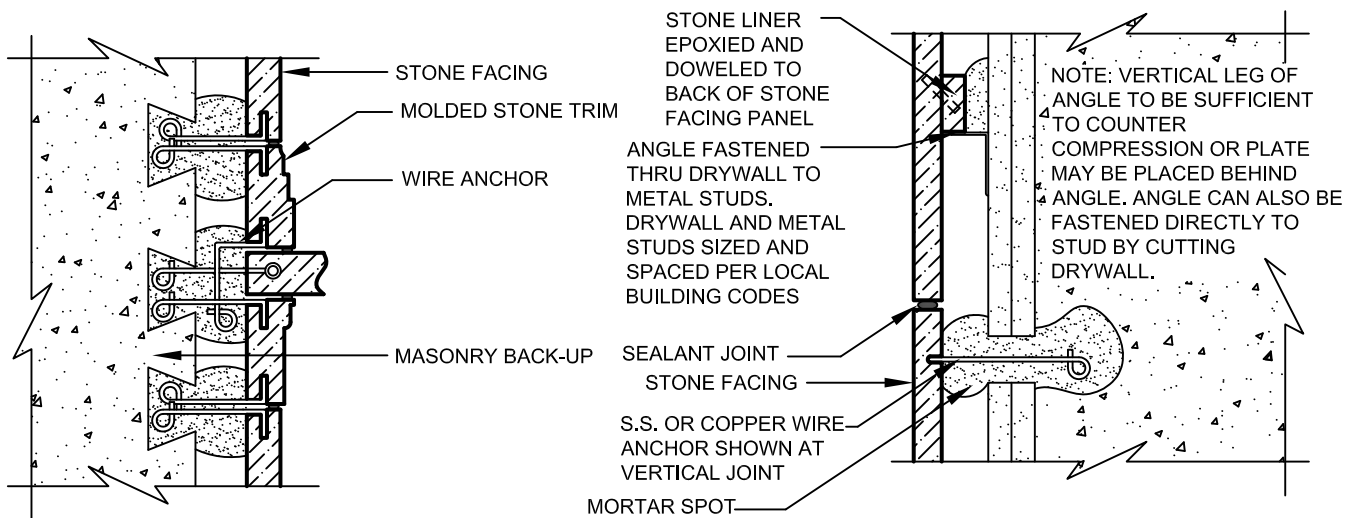 STONE FACING
MOLDED STONE TRIM
WIRE ANCHOR
MASONRY BACK-UP
STONE LINER
EPOXIED AND
DOWELED TO
BACK OF STONE
FACING PANEL
ANGLE FASTENED
THRU DRYWALL TO
METAL STUDS.
DRYWALL AND METAL
STUDS SIZED AND
SPACED PER LOCAL
BUILDING CODES
SEALANT JOINT
STONE FACING
S.S. OR COPPER WIRE
ANCHOR SHOWN AT
VERTICAL JOINT
MORTAR SPOT
NOTE: VERTICAL LEG OF
ANGLE TO BE SUFFICIENT
TO COUNTER
COMPRESSION OR PLATE
MAY BE PLACED BEHIND
ANGLE. ANGLE CAN ALSO BE
FASTENED DIRECTLY TO
STUD BY CUTTING
DRYWALL.